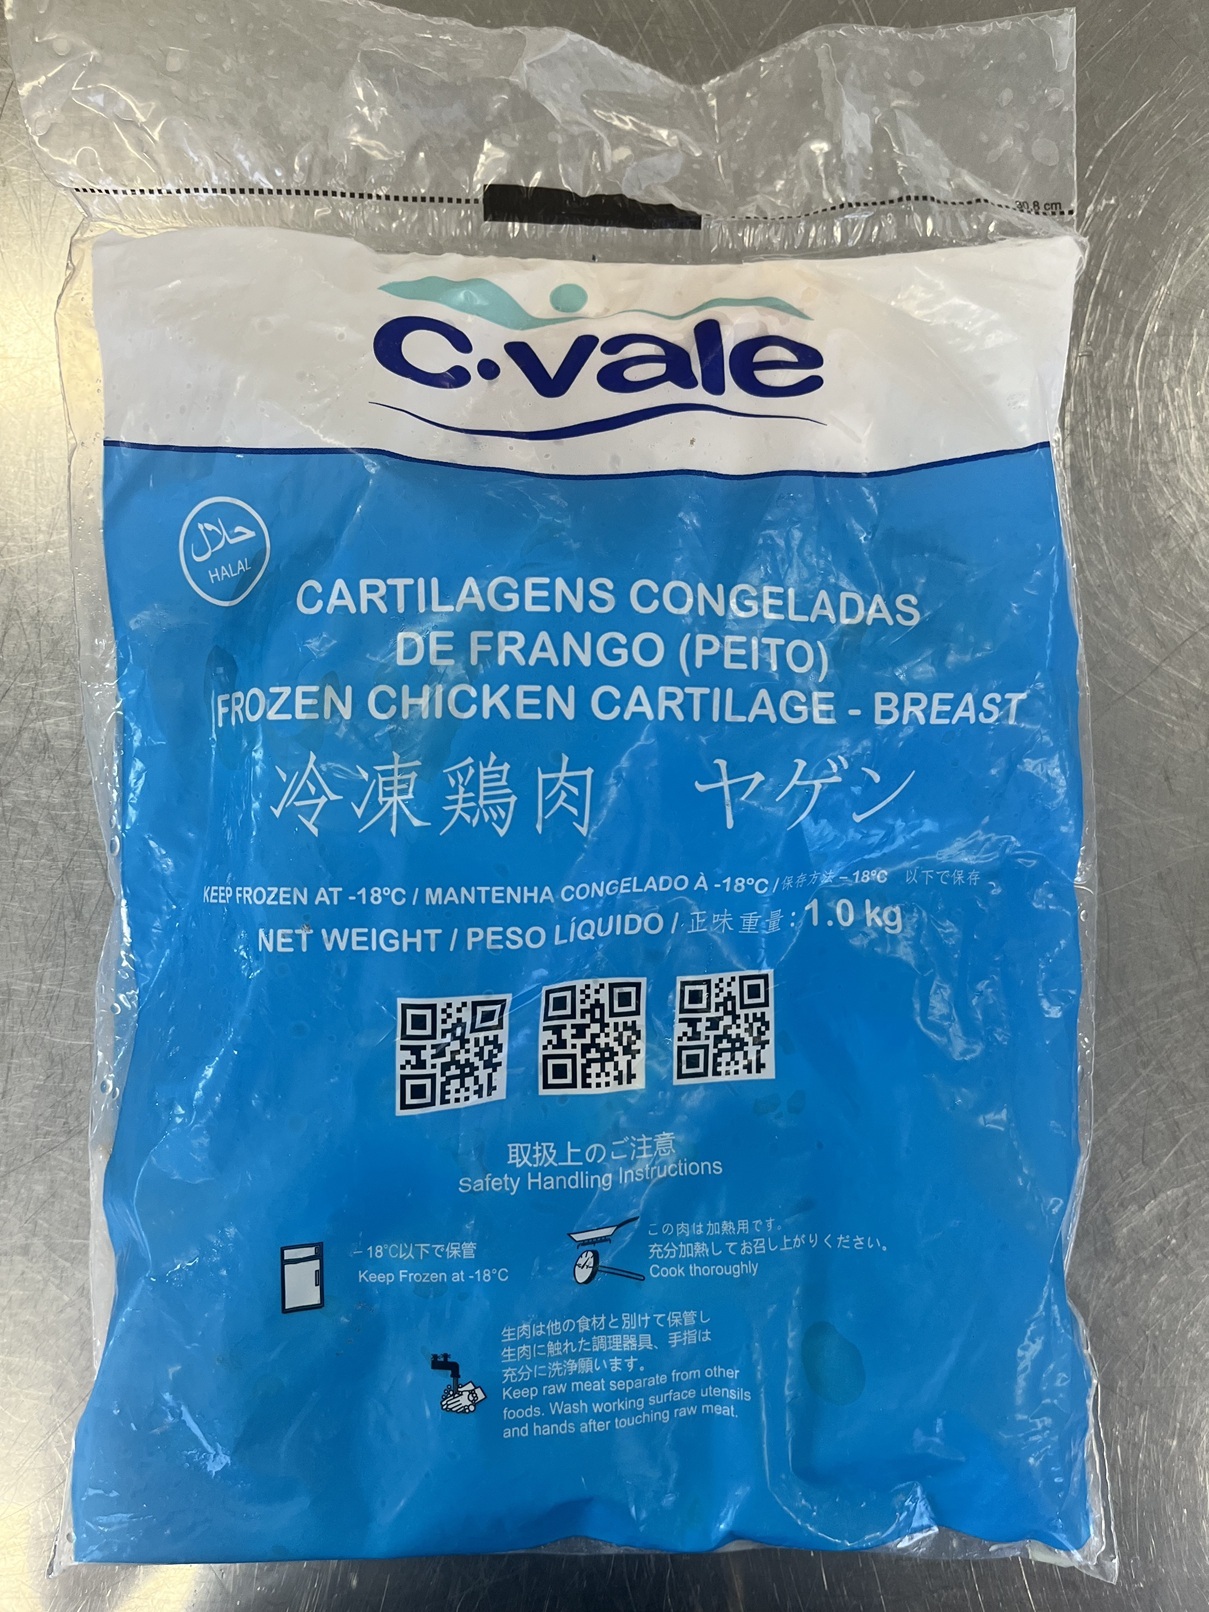 30.8 cm
C.vale
حلال
HALAL
CARTILAGENS CONGELADAS
DE FRANGO (PEITO)
FROZEN CHICKEN CARTILAGE - BREAST
冷凍鶏肉 ヤゲン
KEEP FROZEN AT -18ºC / MANTENHA CONGELADO À -18ºC / 保存方法 -18ºC 以下で保存
NET WEIGHT / PESO LÍQUIDO / 正味重量: 1.0 kg
取扱上のご注意
Safety Handling Instructions
-18℃以下で保管
Keep Frozen at -18°C
この肉は加熱用です。
充分加熱してお召し上がりください。
Cook thoroughly
生肉は他の食材と別けて保管し
生肉に触れた調理器具、手指は
充分に洗浄願います。
Keep raw meat separate from other
foods. Wash working surface utensils
and hands after touching raw meat.